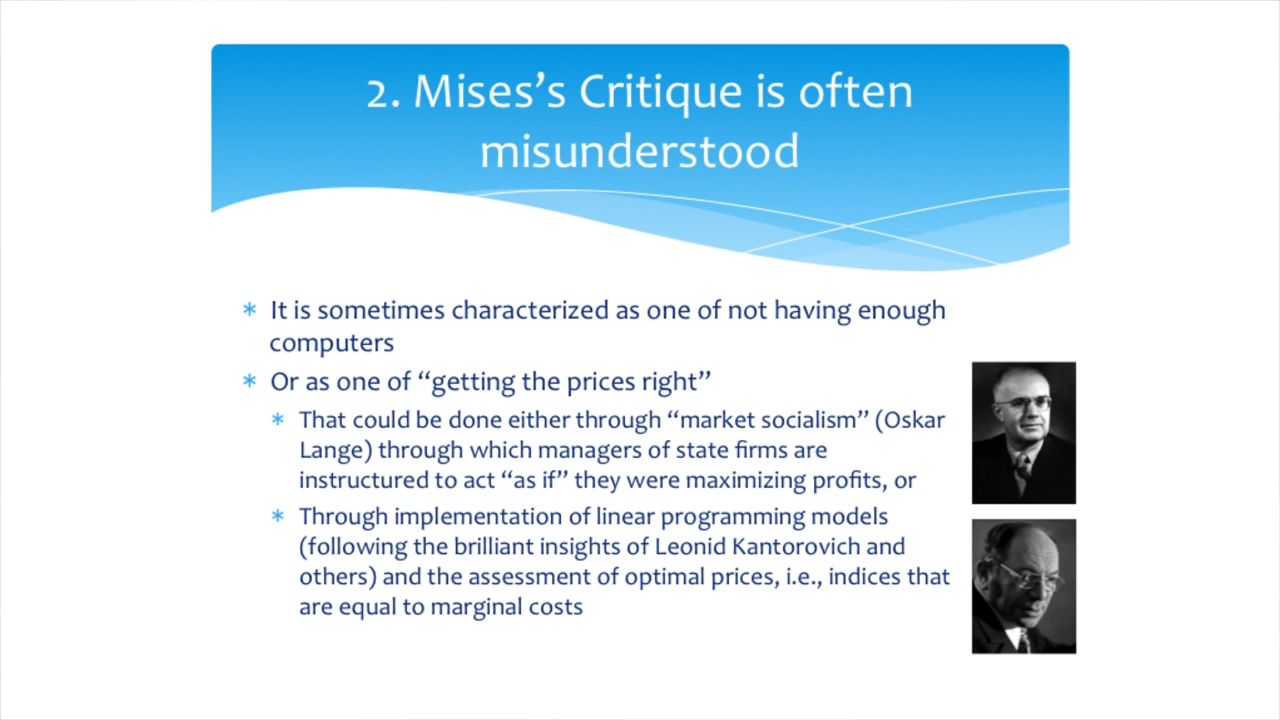 2. Mises’s Critique is often
misunderstood
* It is sometimes characterized as one of not having enough
computers
* Or as one of “getting the prices right”
* That could be done either through “market socialism” (Oskar
Lange) through which managers of state firms are
instructured to act “as if” they were maximizing profits, or
* Through implementation of linear programming models
(following the brilliant insights of Leonid Kantorovich and
others) and the assessment of optimal prices, i.e., indices that
are equal to marginal costs